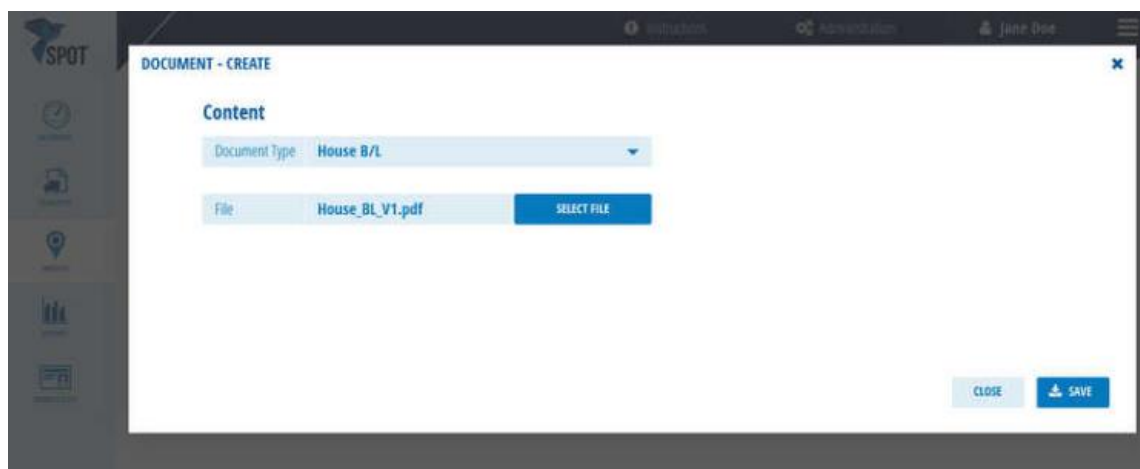 SPOT
Instructions
Administration
Jane Doe
DOCUMENT - CREATE
Content
Document Type
House B/L
File
House_BL_V1.pdf
SELECT FILE
CLOSE
SAVE